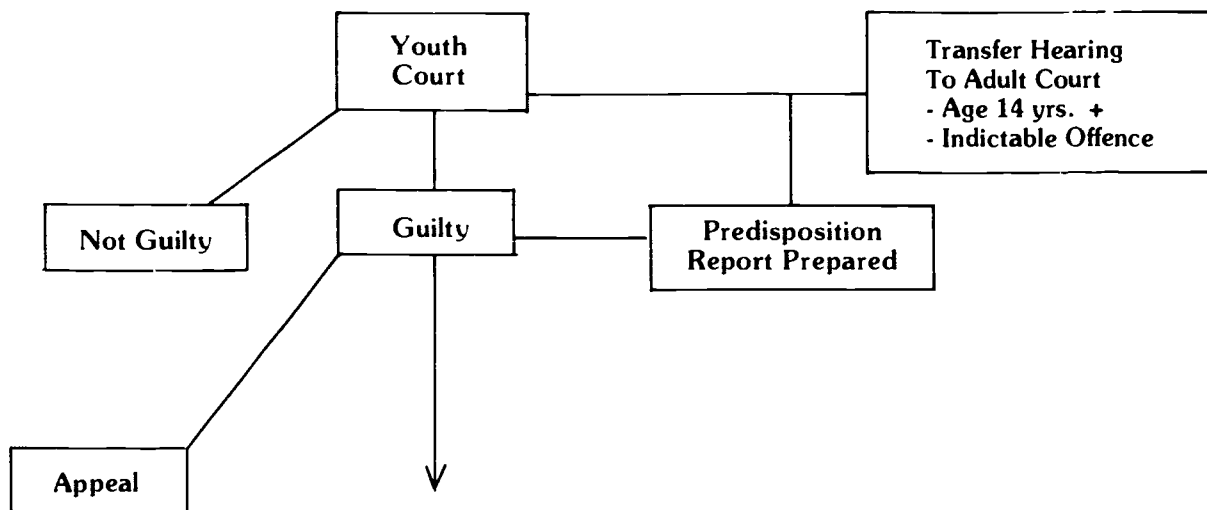 Youth
Court
Transfer Hearing
To Adult Court
- Age 14 yrs. +
- Indictable Offence
Not Guilty
Guilty
Predisposition
Report Prepared
Appeal